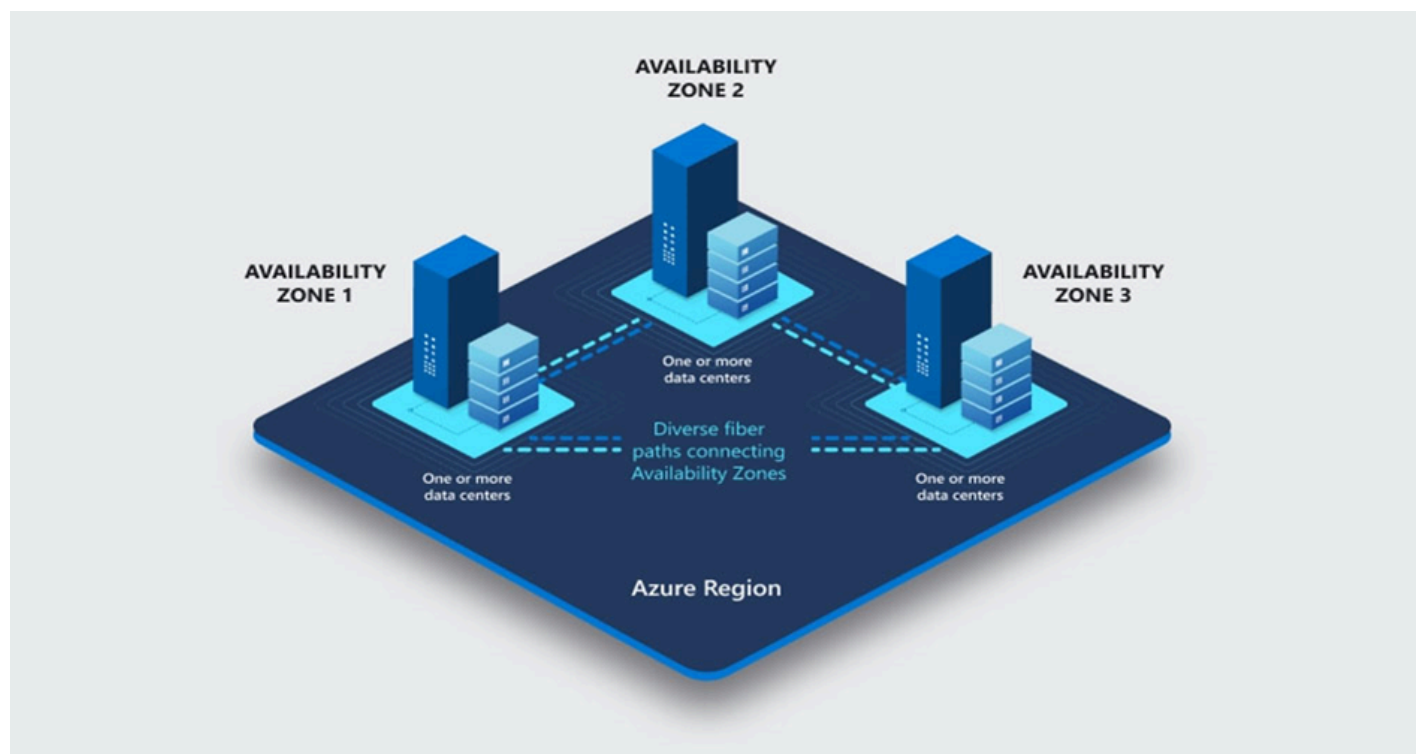 AVAILABILITY
ZONE 2
AVAILABILITY
ZONE 1
AVAILABILITY
ZONE 3
One or more
data centers
Diverse fiber
paths connecting
Availability Zones
One or more
data centers
One or more
data centers
Azure Region